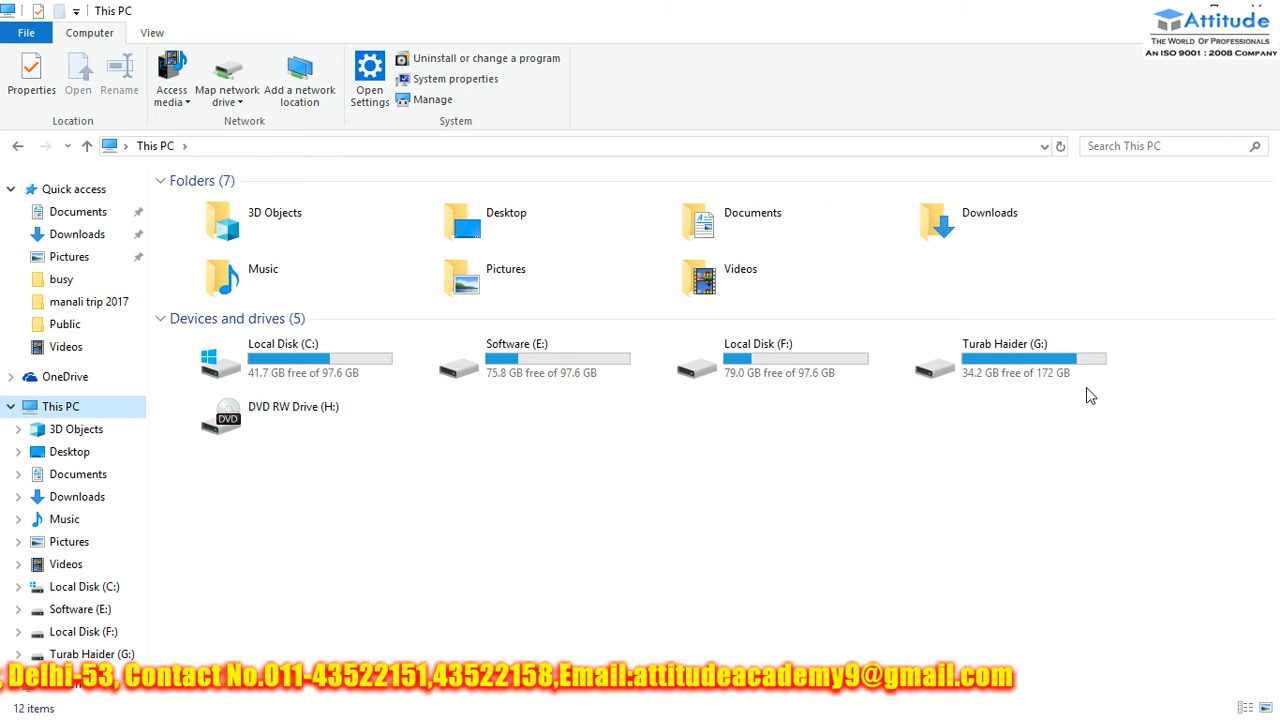 This PC
Attitude
THE WORLD OF PROFESSIONALS
AN ISO 9001 : 2008 COMPANY
File
Computer
View
Properties
Open
Rename
Access media
Map network drive
Add a network location
Open Settings
Uninstall or change a program
System properties
Manage
Location
Network
System
This PC
Search This PC
Quick access
Documents
Downloads
Pictures
busy
manali trip 2017
Public
Videos
OneDrive
This PC
3D Objects
Desktop
Documents
Downloads
Music
Pictures
Videos
Local Disk (C:)
Software (E:)
Local Disk (F:)
Turab Haider (G:)
Folders (7)
3D Objects
Desktop
Documents
Downloads
Music
Pictures
Videos
Devices and drives (5)
Local Disk (C:)
41.7 GB free of 97.6 GB
Software (E:)
75.8 GB free of 97.6 GB
Local Disk (F:)
79.0 GB free of 97.6 GB
Turab Haider (G:)
34.2 GB free of 172 GB
DVD RW Drive (H:)
DVD
, Delhi-53, Contact No.011-43522151,43522158,Email:attitudeacademy9@gmail.com
12 items